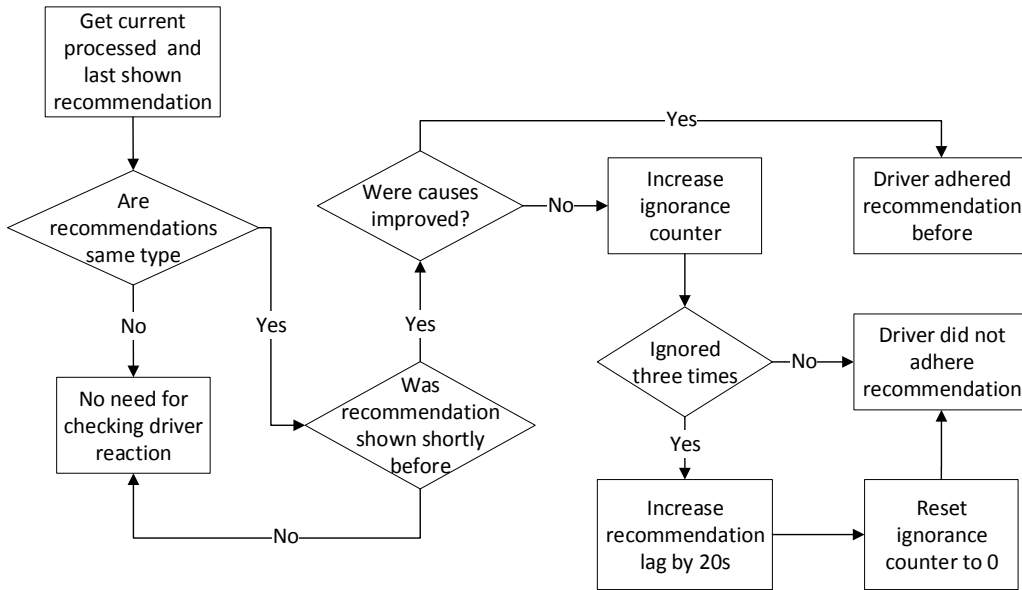 Get current
processed and
last shown
recommendation
Are
recommendations
same type
No
Yes
No need for
checking driver
reaction
No
Was
recommendation
shown shortly
before
Yes
Were causes
improved?
Yes
No
Increase
ignorance
counter
Driver adhered
recommendation
before
Ignored
three times
No
Driver did not
adhere
recommendation
Yes
Increase
recommendation
lag by 20s
Reset
ignorance
counter to 0